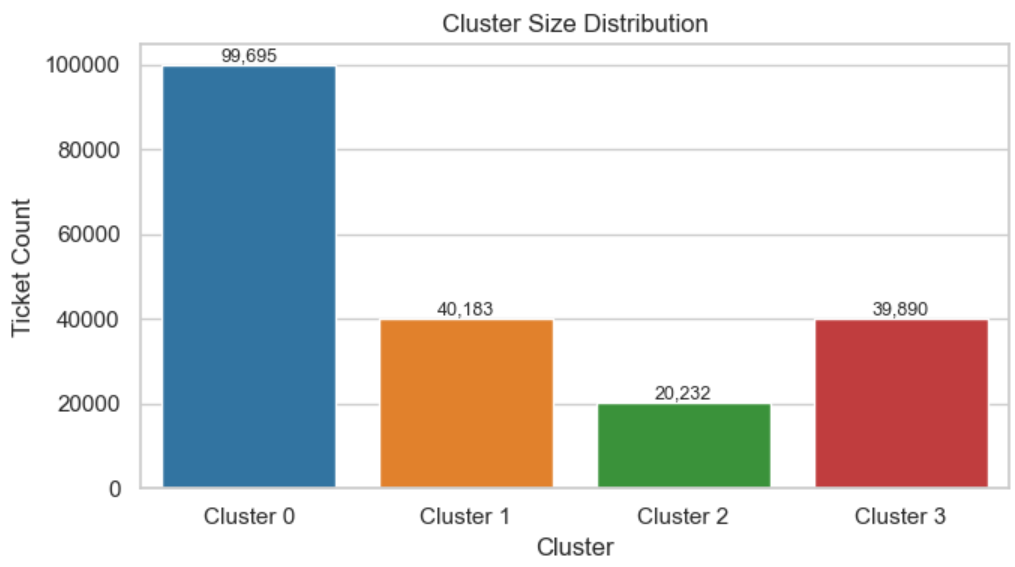 Cluster Size Distribution
Ticket Count
100000
80000
60000
40000
20000
0
99,695
40,183
20,232
39,890
Cluster 0
Cluster 1
Cluster 2
Cluster 3
Cluster